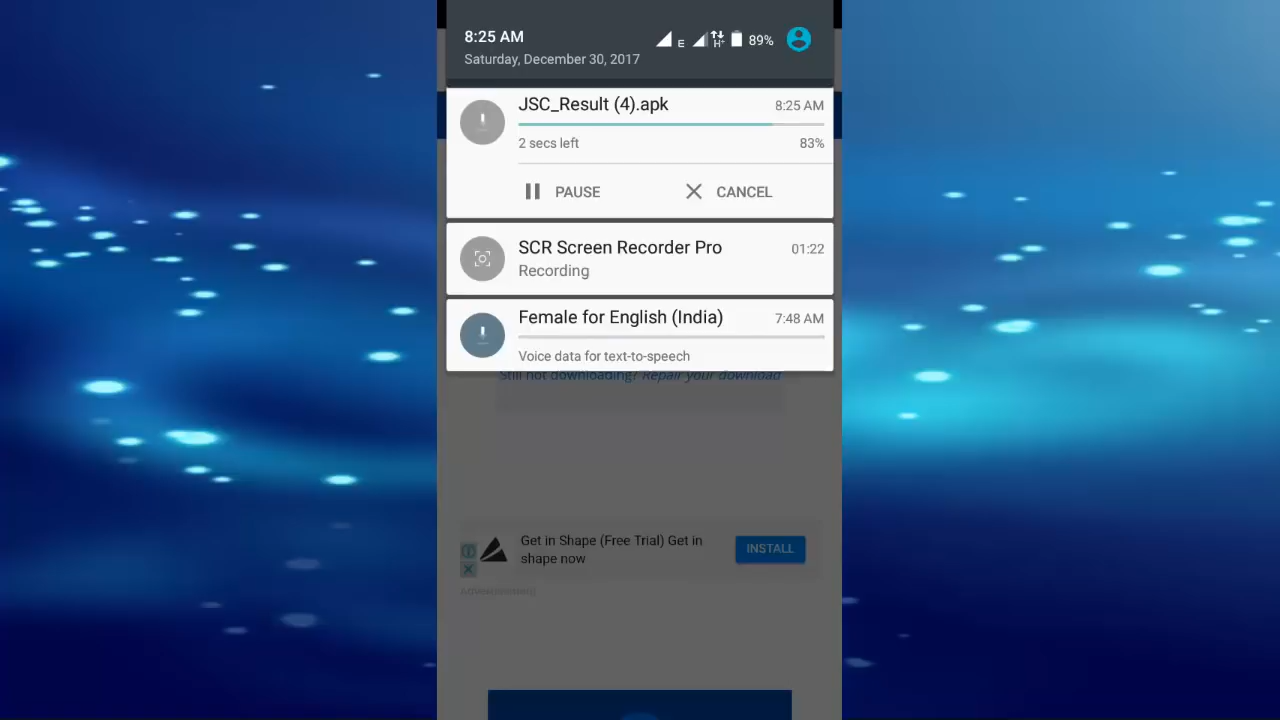 8:25 AM
E H+ 89%
Saturday, December 30, 2017
JSC_Result (4).apk 8:25 AM
2 secs left 83%
PAUSE CANCEL
SCR Screen Recorder Pro 01:22
Recording
Female for English (India) 7:48 AM
Voice data for text-to-speech
Still not downloading? Repair your download
Get in Shape (Free Trial) Get in
shape now
INSTALL
Advertisement